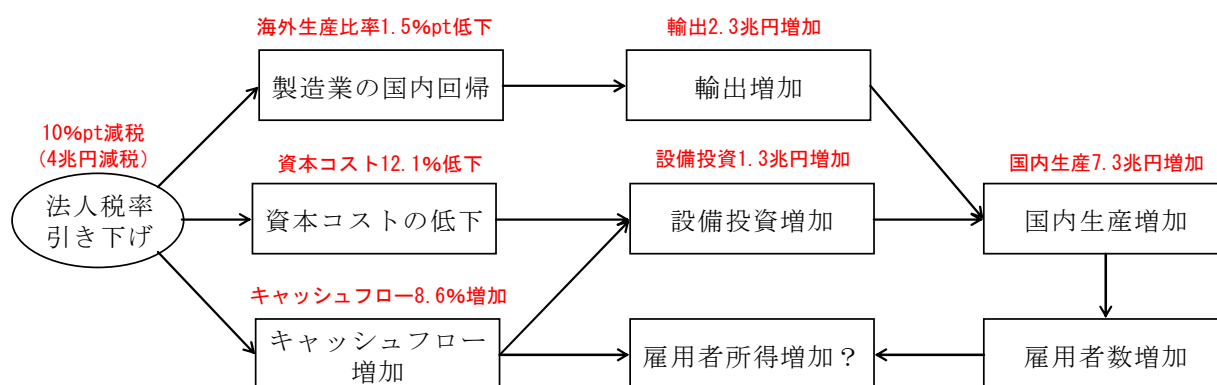 海外生産比率1.5%pt低下
輸出2.3兆円増加
製造業の国内回帰
輸出増加
10%pt減税
(4兆円減税)
資本コスト12.1%低下
設備投資1.3兆円増加
国内生産7.3兆円増加
法人税率
引き下げ
資本コストの低下
設備投資増加
国内生産増加
キャッシュフロー8.6%増加
キャッシュフロー
増加
雇用者所得増加？
雇用者数増加